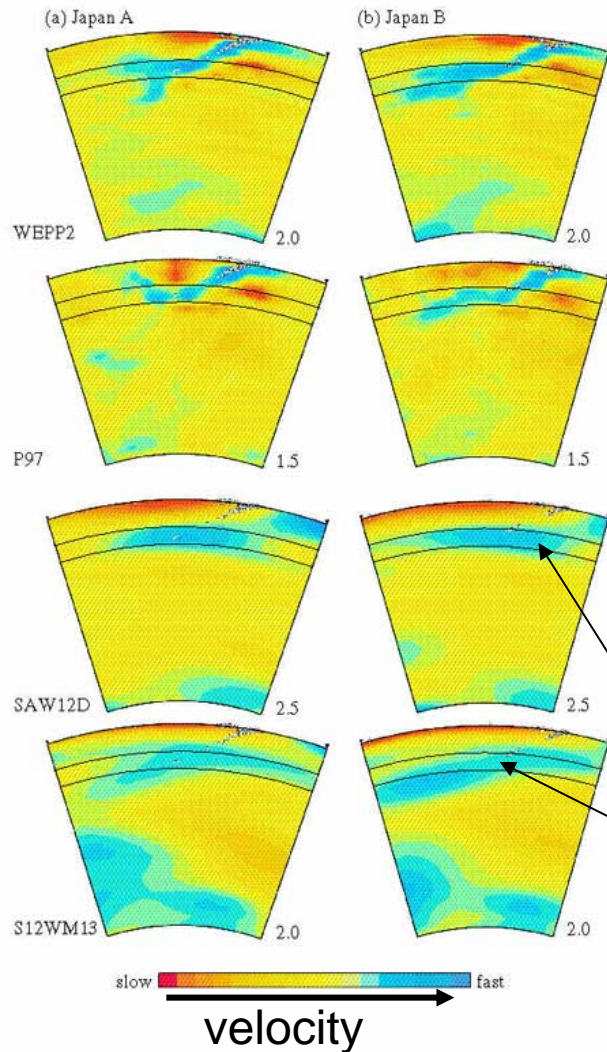 (a) Japan A
(b) Japan B
WEPP2
2.0
2.0
P97
1.5
1.5
SAW12D
2.5
2.5
S12WM13
2.0
2.0
slow
fast
velocity